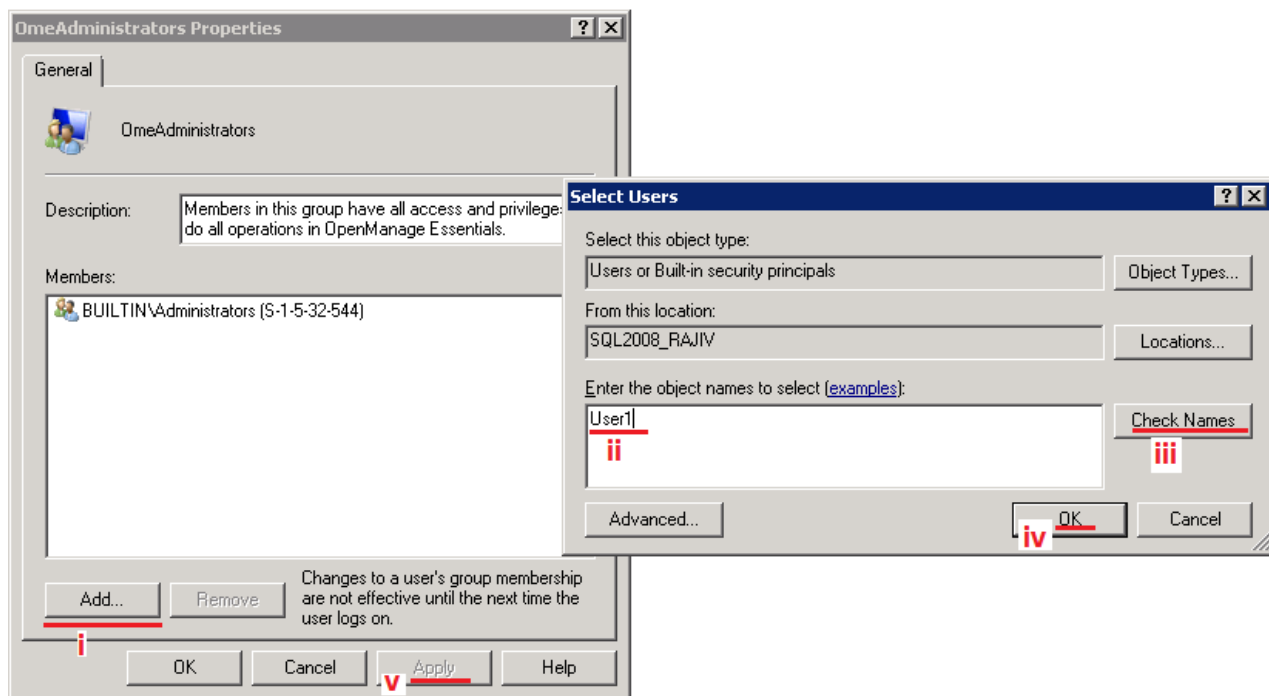 OmeAdministrators Properties
General
OmeAdministrators
Description:
Members in this group have all access and privilege
do all operations in OpenManage Essentials.
Members:
BUILTIN\Administrators (S-1-5-32-544)
Add...
Remove
Changes to a user's group membership
are not effective until the next time the
user logs on.
i
OK
Cancel
Apply
Help
v
Select Users
Select this object type:
Users or Built-in security principals
Object Types...
From this location:
SQL2008_RAJIV
Locations...
Enter the object names to select (examples):
User1
ii
Check Names
iii
Advanced...
OK
iv
Cancel